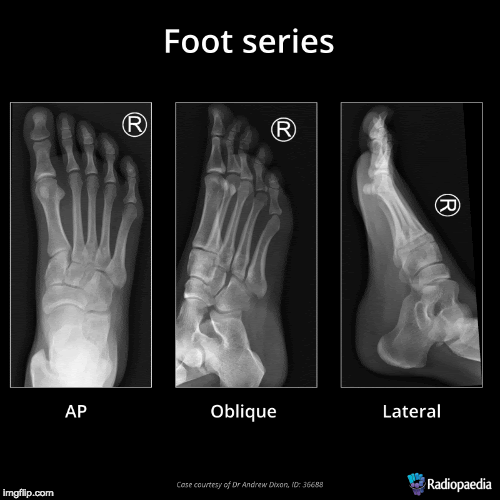 Foot series
R
R
R
AP
Oblique
Lateral
Case courtesy of Dr Andrew Dixon, ID: 36688
Radiopaedia
imgflip.com